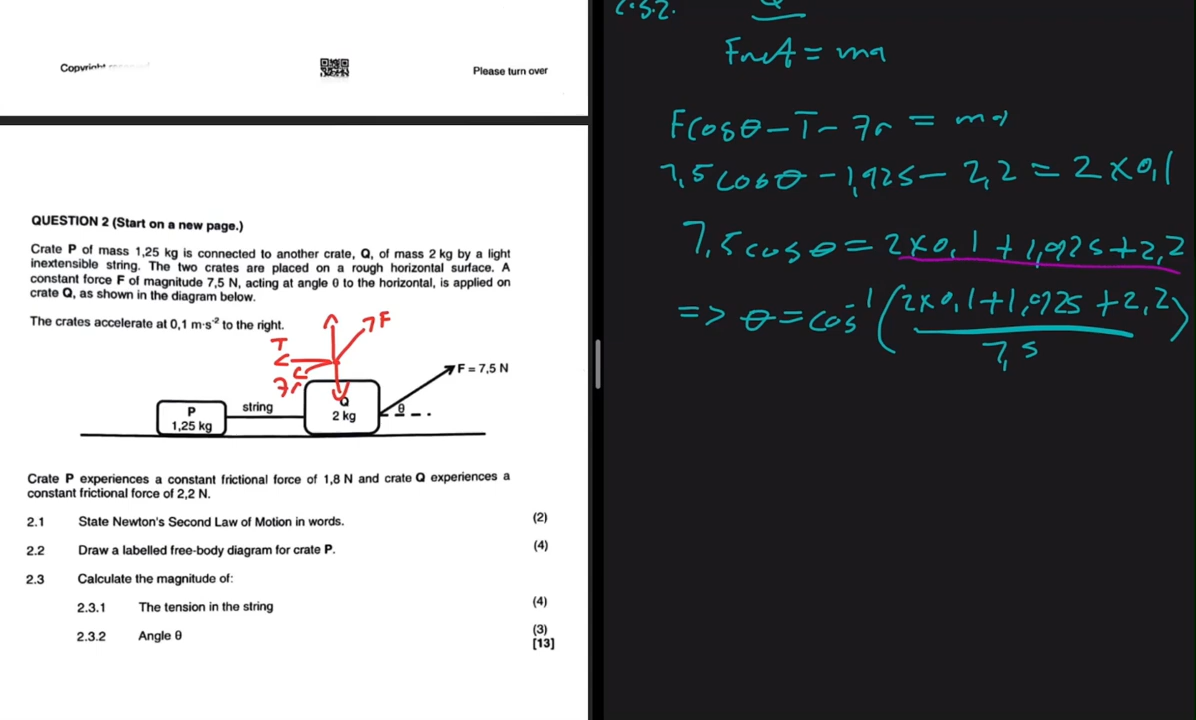 Copyright
Please turn over
QUESTION 2 (Start on a new page.)
Crate P of mass 1,25 kg is connected to another crate, Q, of mass 2 kg by a light
inextensible string. The two crates are placed on a rough horizontal surface. A
constant force F of magnitude 7,5 N, acting at angle θ to the horizontal, is applied on
crate Q, as shown in the diagram below.
The crates accelerate at 0,1 m·s⁻² to the right.
F
T
fr
F = 7,5 N
string
θ
P
1,25 kg
Q
2 kg
Crate P experiences a constant frictional force of 1,8 N and crate Q experiences a
constant frictional force of 2,2 N.
2.1 State Newton's Second Law of Motion in words. (2)
2.2 Draw a labelled free-body diagram for crate P. (4)
2.3 Calculate the magnitude of:
2.3.1 The tension in the string (4)
2.3.2 Angle θ (3)
[13]
Fnet = ma
Fcosθ - T - fr = ma
7,5 cosθ - 1,925 - 2,2 = 2 × 0,1
7,5 cosθ = 2×0,1 + 1,925 + 2,2
=> θ = cos⁻¹(2×0,1 + 1,925 + 2,2 / 7,5)